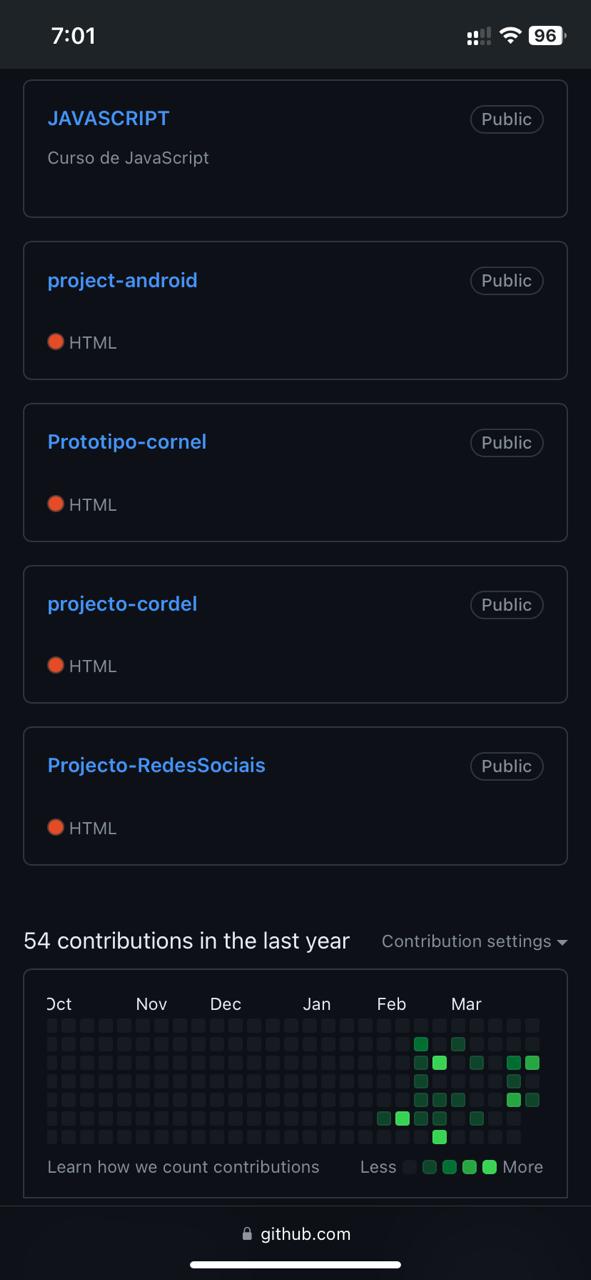 7:01
96
JAVASCRIPT
Public
Curso de JavaScript
project-android
Public
HTML
Prototipo-cornel
Public
HTML
projecto-cordel
Public
HTML
Projecto-RedesSociais
Public
HTML
54 contributions in the last year
Contribution settings
Oct Nov Dec Jan Feb Mar
Learn how we count contributions
Less More
github.com